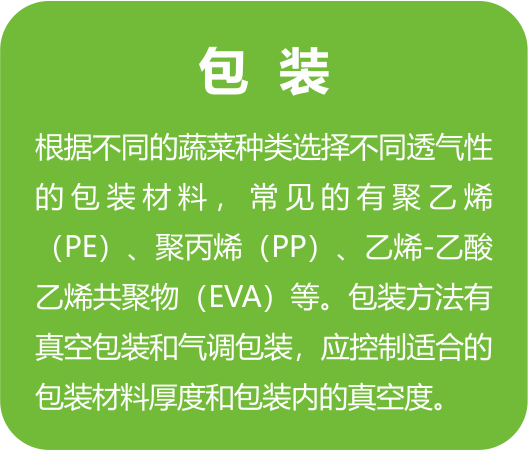 包 装
根据不同的蔬菜种类选择不同透气性
的包装材料，常见的有聚乙烯
（PE）、聚丙烯（PP）、乙烯-乙酸
乙烯共聚物（EVA）等。包装方法有
真空包装和气调包装，应控制适合的
包装材料厚度和包装内的真空度。